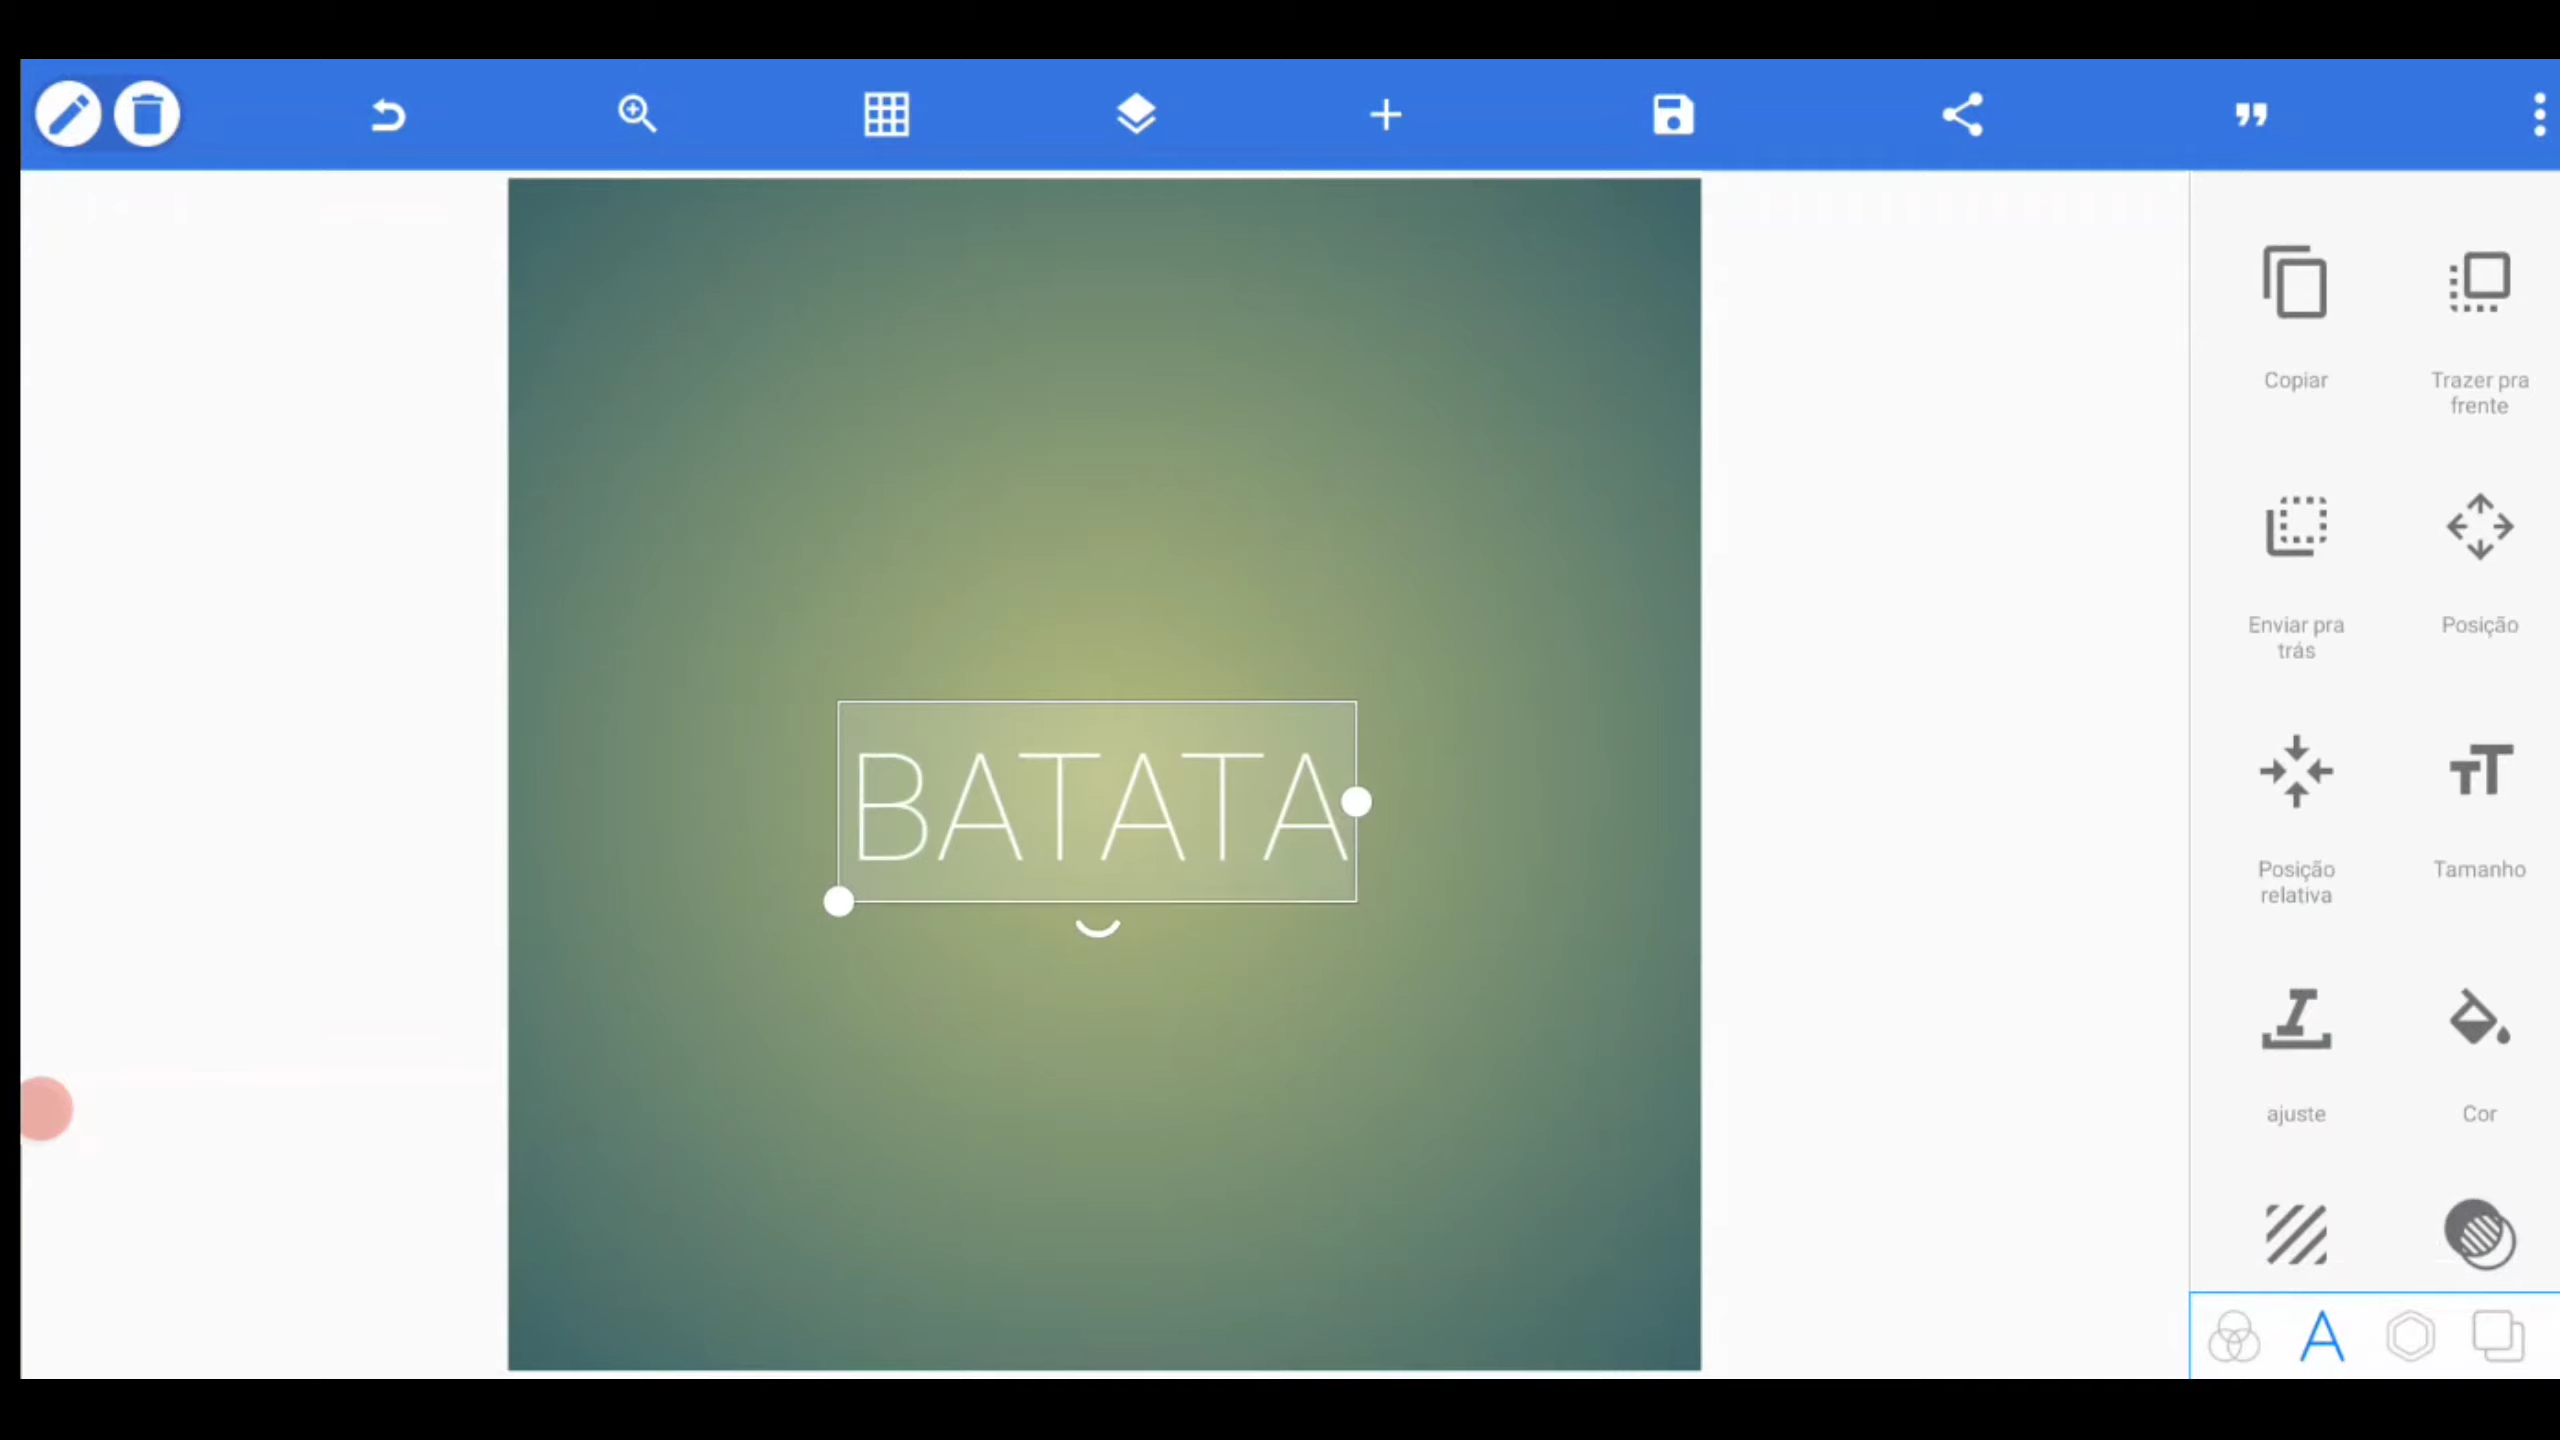 Copiar
Trazer pra
frente
Enviar pra
trás
Posição
BATATA
Posição
relativa
Tamanho
ajuste
Cor